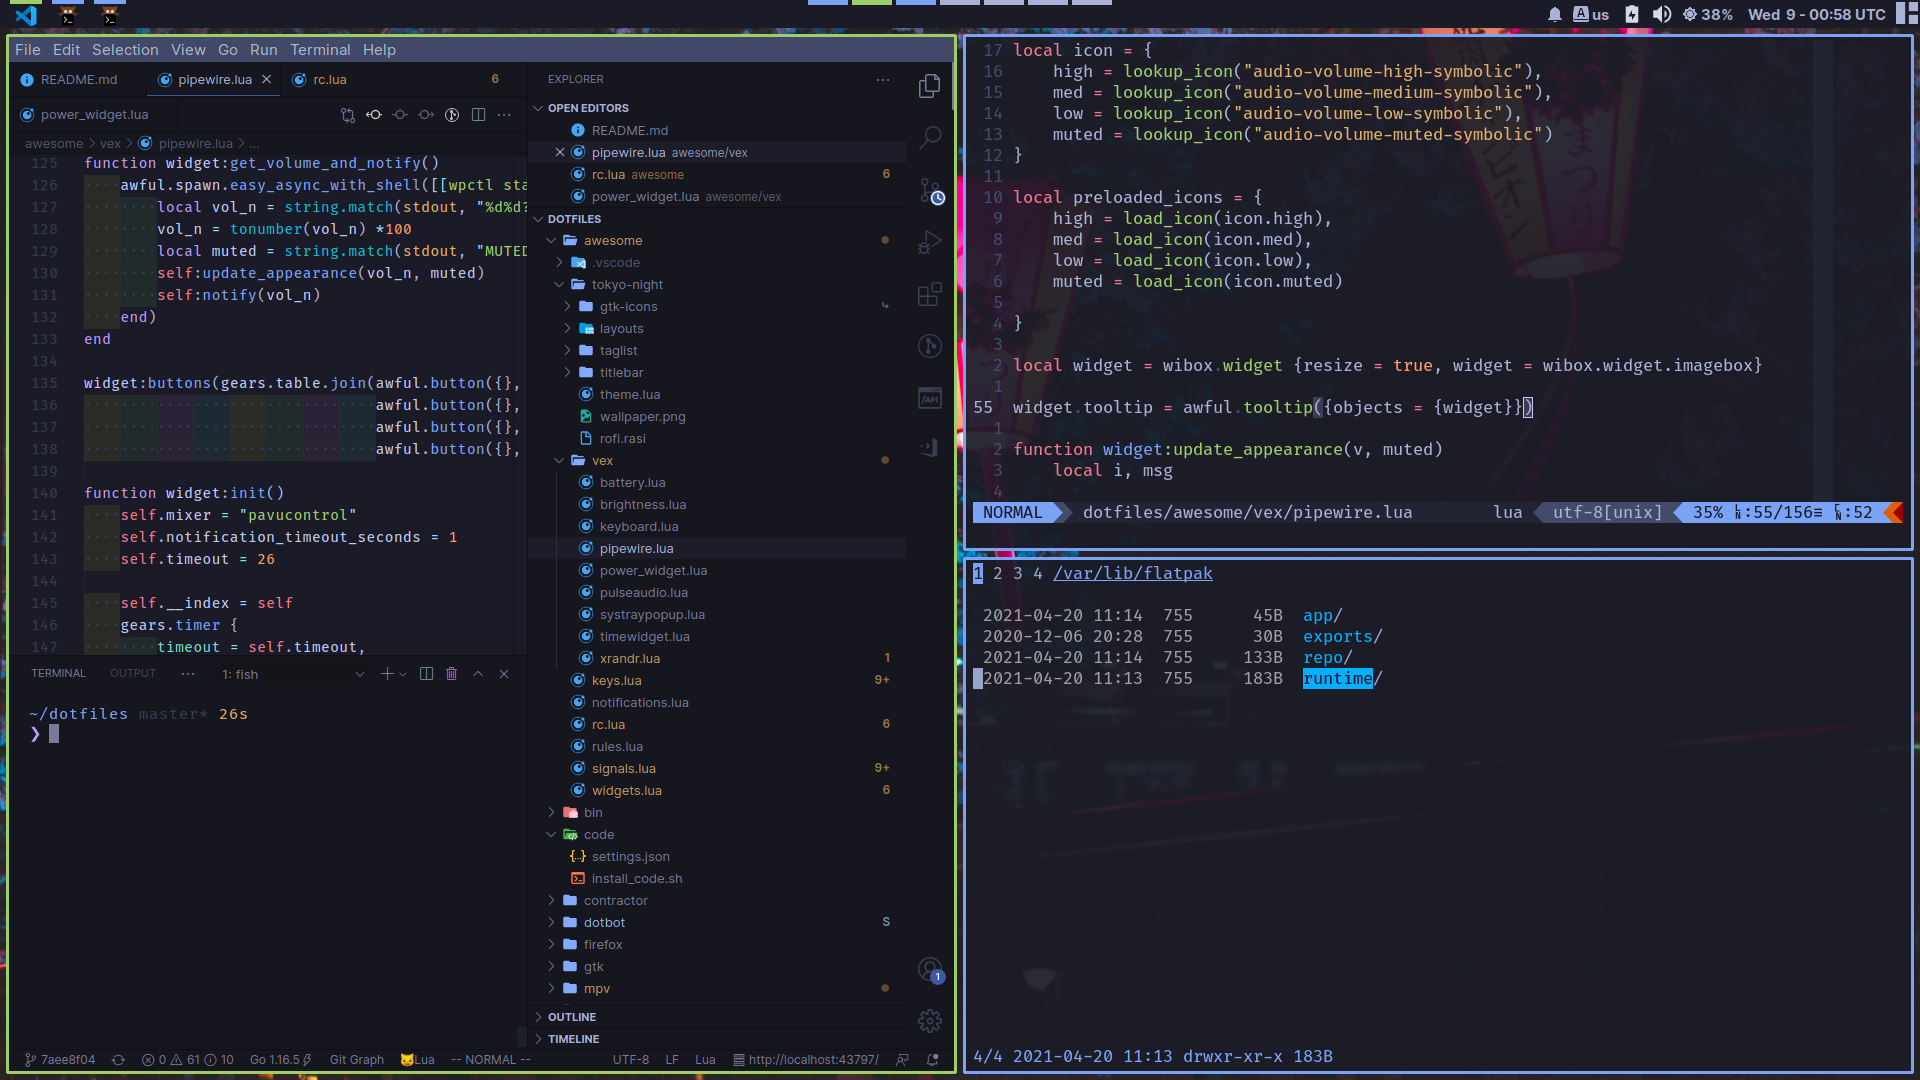 us
38%
Wed 9 - 00:58 UTC
File Edit Selection View Go Run Terminal Help
README.md
pipewire.lua
rc.lua
6
power_widget.lua
awesome > vex > pipewire.lua > ...
125 function widget:get_volume_and_notify()
126 awful.spawn.easy_async_with_shell([[wpctl sta
127 local vol_n = string.match(stdout, "%d%d?
128 vol_n = tonumber(vol_n) *100
129 local muted = string.match(stdout, "MUTED
130 self:update_appearance(vol_n, muted)
131 self:notify(vol_n)
132 end)
133 end
134
135 widget:buttons(gears.table.join(awful.button({},
136 awful.button({},
137 awful.button({},
138 awful.button({},
139
140 function widget:init()
141 self.mixer = "pavucontrol"
142 self.notification_timeout_seconds = 1
143 self.timeout = 26
144
145 self.__index = self
146 gears.timer {
147 timeout = self.timeout,
TERMINAL OUTPUT ... 1: fish
~/dotfiles master* 26s
❯
EXPLORER ...
OPEN EDITORS
README.md
pipewire.lua awesome/vex
rc.lua awesome 6
power_widget.lua awesome/vex
DOTFILES
awesome
.vscode
tokyo-night
gtk-icons
layouts
taglist
titlebar
theme.lua
wallpaper.png
rofi.rasi
vex
battery.lua
brightness.lua
keyboard.lua
pipewire.lua
power_widget.lua
pulseaudio.lua
systraypopup.lua
timewidget.lua
xrandr.lua 1
keys.lua 9+
notifications.lua
rc.lua 6
rules.lua
signals.lua 9+
widgets.lua 6
bin
code
settings.json
install_code.sh
contractor
dotbot S
firefox
gtk
mpv
OUTLINE
TIMELINE
/API
1
7aee8f04 0 61 10 Go 1.16.5 Git Graph Lua -- NORMAL -- UTF-8 LF Lua http://localhost:43797/
17 local icon = {
16 high = lookup_icon("audio-volume-high-symbolic"),
15 med = lookup_icon("audio-volume-medium-symbolic"),
14 low = lookup_icon("audio-volume-low-symbolic"),
13 muted = lookup_icon("audio-volume-muted-symbolic")
12 }
11
10 local preloaded_icons = {
9 high = load_icon(icon.high),
8 med = load_icon(icon.med),
7 low = load_icon(icon.low),
6 muted = load_icon(icon.muted)
5
4 }
3
2 local widget = wibox.widget {resize = true, widget = wibox.widget.imagebox}
1
55 widget.tooltip = awful.tooltip({objects = {widget}})
1
2 function widget:update_appearance(v, muted)
3 local i, msg
4
NORMAL dotfiles/awesome/vex/pipewire.lua lua utf-8[unix] 35% :55/156≡ :52
1 2 3 4 /var/lib/flatpak
2021-04-20 11:14 755 45B app/
2020-12-06 20:28 755 30B exports/
2021-04-20 11:14 755 133B repo/
2021-04-20 11:13 755 183B runtime/
4/4 2021-04-20 11:13 drwxr-xr-x 183B